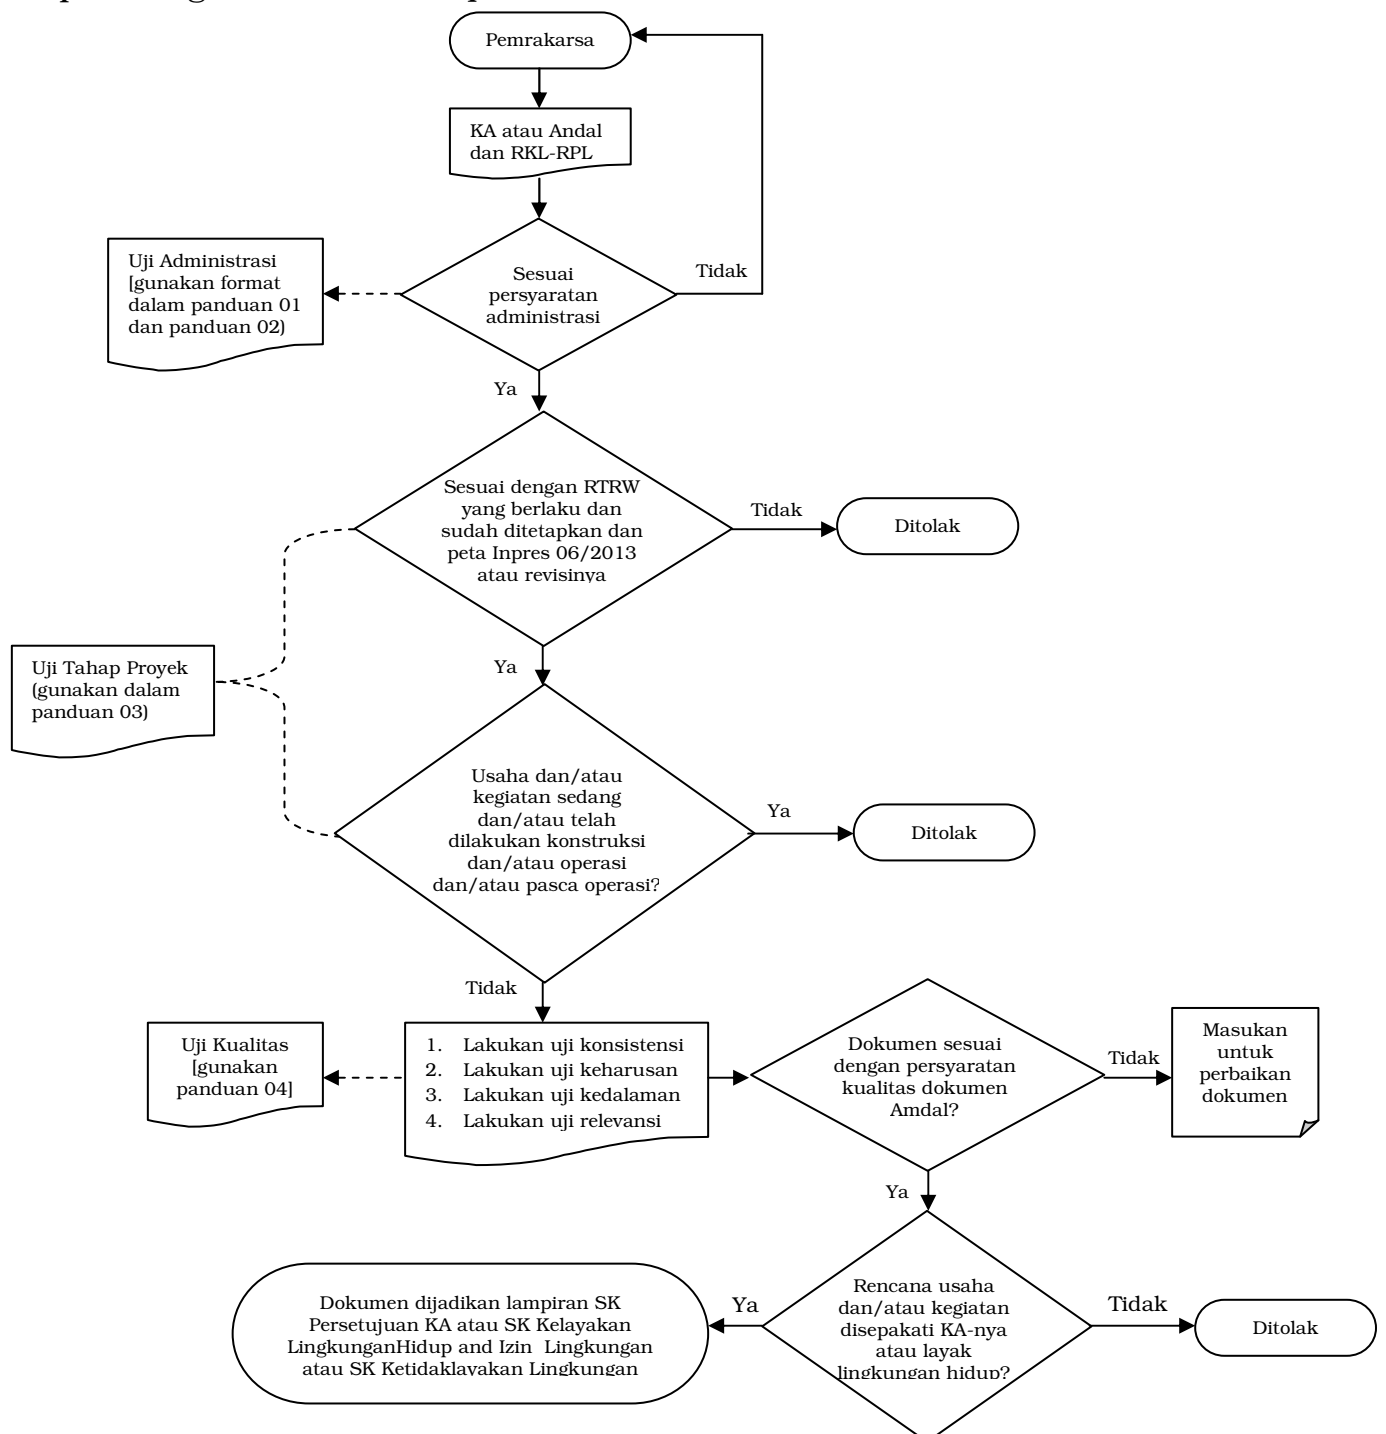 Pemrakarsa
KA atau Andal
dan RKL-RPL
Uji Administrasi
[gunakan format
dalam panduan 01
dan panduan 02)
Sesuai
persyaratan
administrasi
Tidak
Ya
Sesuai dengan RTRW
yang berlaku dan
sudah ditetapkan dan
peta Inpres 06/2013
atau revisinya
Tidak
Ditolak
Uji Tahap Proyek
(gunakan dalam
panduan 03)
Ya
Usaha dan/atau
kegiatan sedang
dan/atau telah
dilakukan konstruksi
dan/atau operasi
dan/atau pasca operasi?
Ya
Ditolak
Tidak
Uji Kualitas
[gunakan
panduan 04]
1. Lakukan uji konsistensi
2. Lakukan uji keharusan
3. Lakukan uji kedalaman
4. Lakukan uji relevansi
Dokumen sesuai
dengan persyaratan
kualitas dokumen
Amdal?
Tidak
Masukan
untuk
perbaikan
dokumen
Ya
Rencana usaha
dan/atau kegiatan
disepakati KA-nya
atau layak
lingkungan hidup?
Ya
Dokumen dijadikan lampiran SK
Persetujuan KA atau SK Kelayakan
LingkunganHidup and Izin Lingkungan
atau SK Ketidaklayakan Lingkungan
Tidak
Ditolak